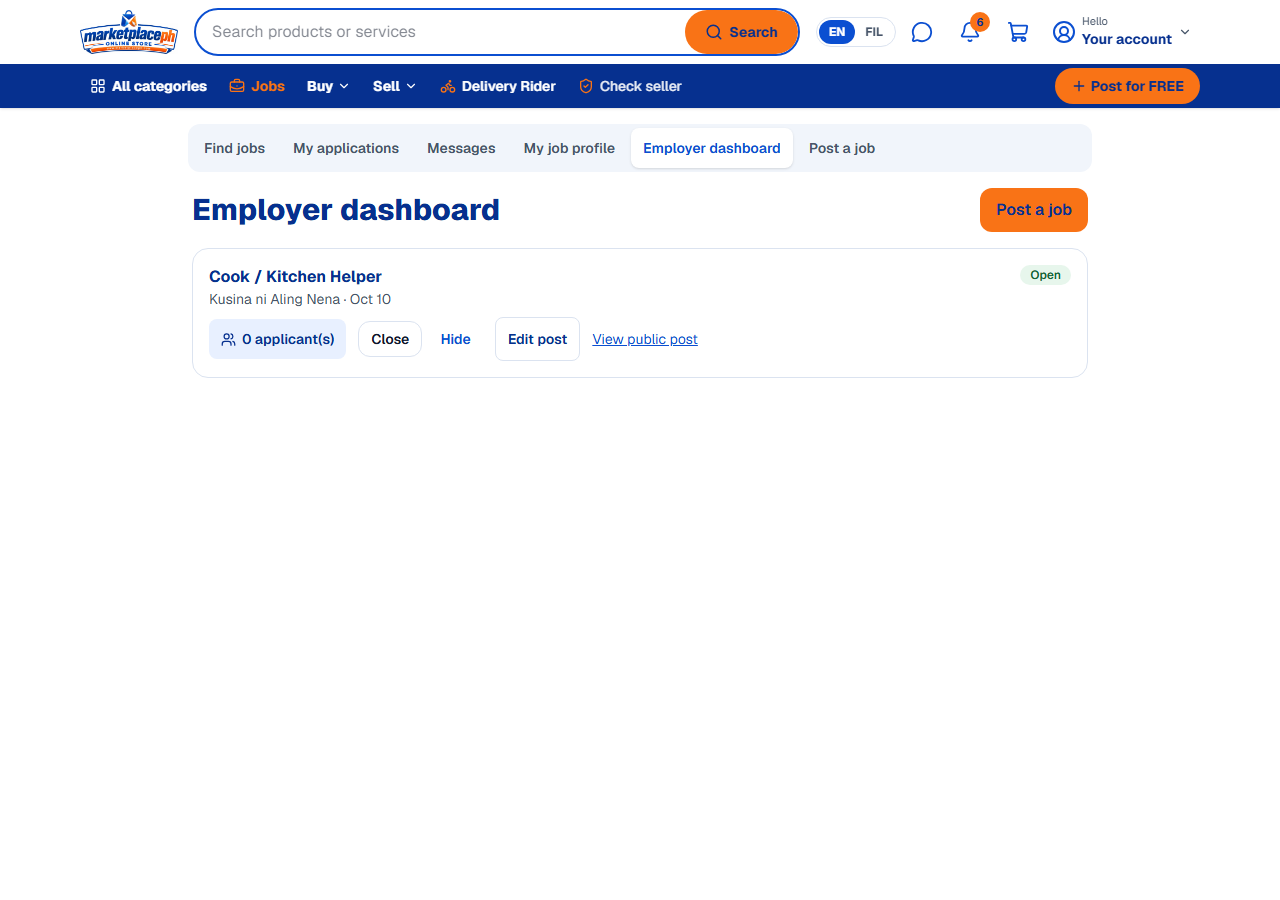 marketplaceph
ONLINE STORE
Search products or services
Search
EN
FIL
6
Hello
Your account
All categories
Jobs
Buy
Sell
Delivery Rider
Check seller
Post for FREE
Find jobs
My applications
Messages
My job profile
Employer dashboard
Post a job
Employer dashboard
Post a job
Cook / Kitchen Helper
Open
Kusina ni Aling Nena · Oct 10
0 applicant(s)
Close
Hide
Edit post
View public post